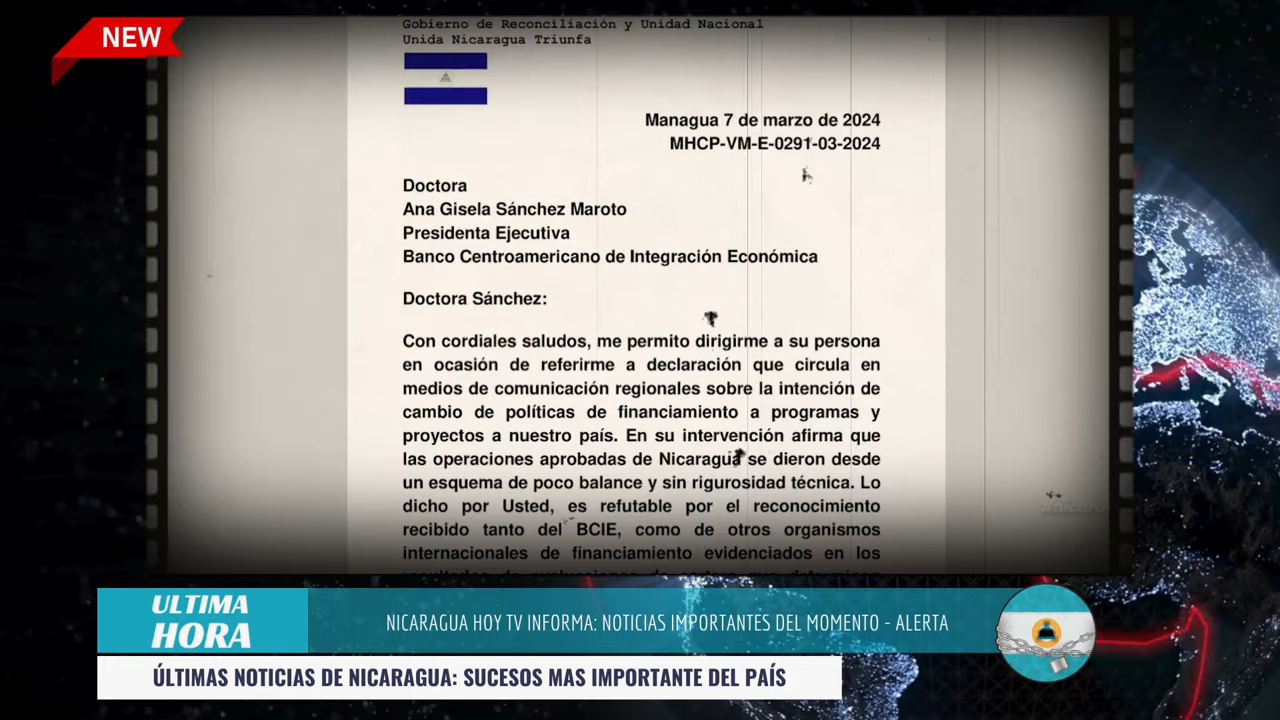 NEW
Gobierno de Reconciliación y Unidad Nacional
Unida Nicaragua Triunfa
Managua 7 de marzo de 2024
MHCP-VM-E-0291-03-2024
Doctora
Ana Gisela Sánchez Maroto
Presidenta Ejecutiva
Banco Centroamericano de Integración Económica
Doctora Sánchez:
Con cordiales saludos, me permito dirigirme a su persona
en ocasión de referirme a declaración que circula en
medios de comunicación regionales sobre la intención de
cambio de políticas de financiamiento a programas y
proyectos a nuestro país. En su intervención afirma que
las operaciones aprobadas de Nicaragua se dieron desde
un esquema de poco balance y sin rigurosidad técnica. Lo
dicho por Usted, es refutable por el reconocimiento
recibido tanto del BCIE, como de otros organismos
internacionales de financiamiento evidenciados en los
ULTIMA
HORA
NICARAGUA HOY TV INFORMA: NOTICIAS IMPORTANTES DEL MOMENTO - ALERTA
ÚLTIMAS NOTICIAS DE NICARAGUA: SUCESOS MAS IMPORTANTE DEL PAÍS